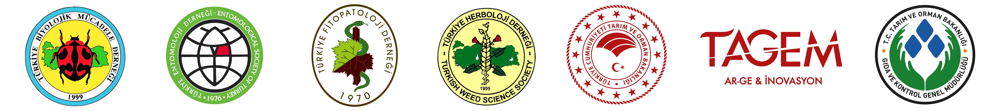 TÜRKİYE BİYOLOJİK MÜCADELE DERNEĞİ
1999
TÜRKİYE ENTOMOLOJİ DERNEĞİ - ENTOMOLOGICAL SOCIETY OF TURKEY
•1976•
TÜRKİYE FİTOPATOLOJİ DERNEĞİ
1970
TÜRKİYE HERBOLOJİ DERNEĞİ
- TURKISH WEED SCIENCE SOCIETY -
1995
TÜRKİYE CUMHURİYETİ TARIM VE ORMAN BAKANLIĞI •
TAGEM
AR-GE & İNOVASYON
T.C. TARIM VE ORMAN BAKANLIĞI
• GIDA VE KONTROL GENEL MÜDÜRLÜĞÜ •